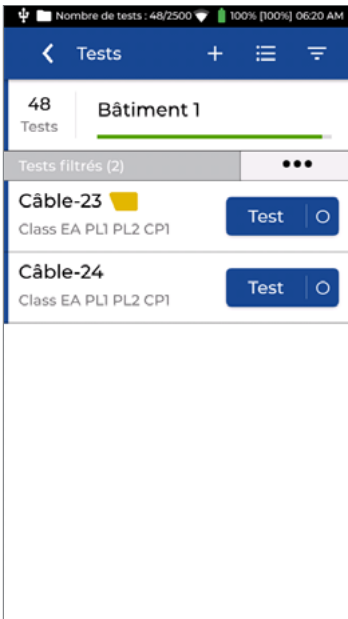 Nombre de tests : 48/2500 100% [100%] 06:20 AM
Tests
48
Tests
Bâtiment 1
Tests filtrés (2)
Câble-23
Class EA PL1 PL2 CP1
Test
Câble-24
Class EA PL1 PL2 CP1
Test